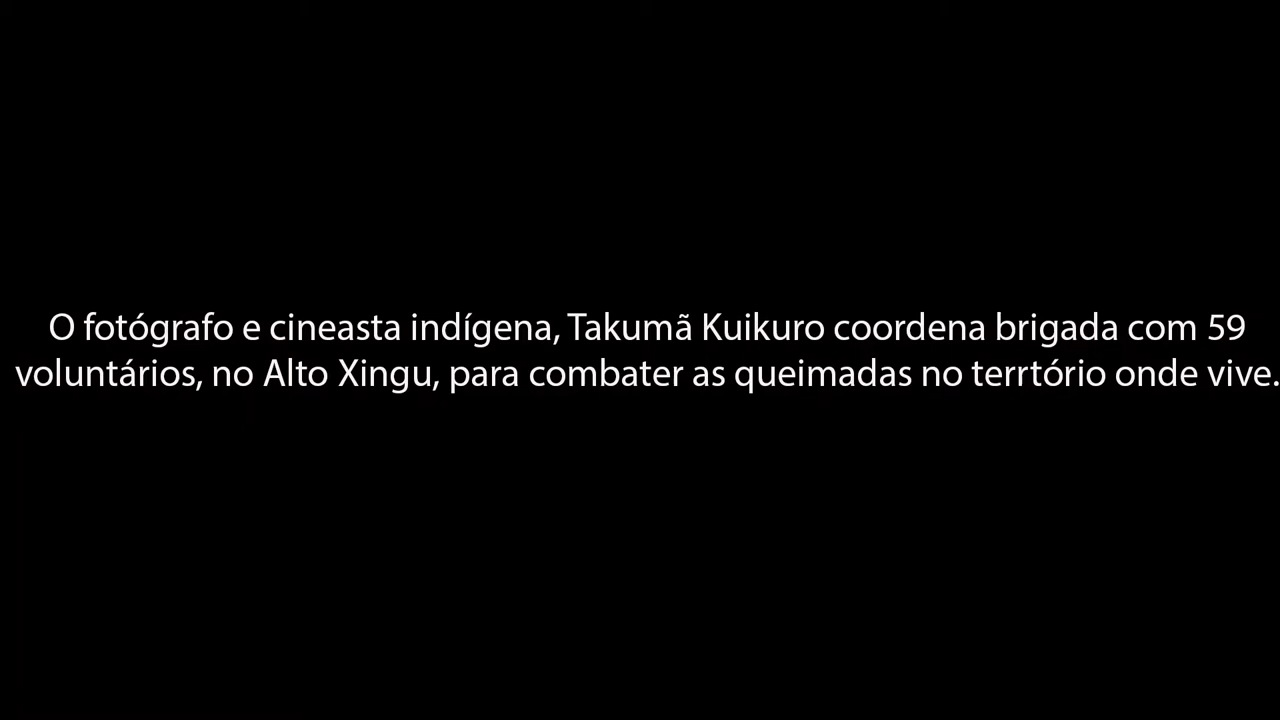 O fotógrafo e cineasta indígena, Takumã Kuikuro coordena brigada com 59
voluntários, no Alto Xingu, para combater as queimadas no terrtório onde vive.